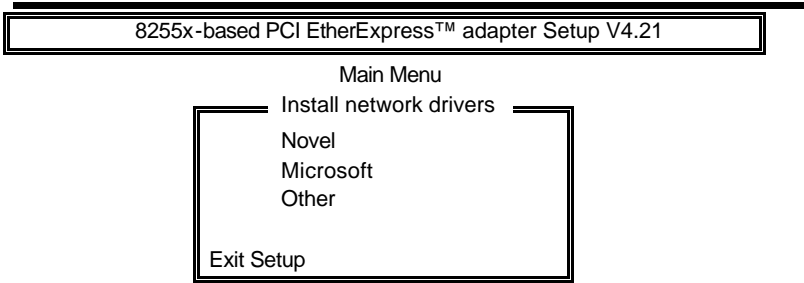 8255x-based PCI EtherExpress™ adapter Setup V4.21
Main Menu
Install network drivers
Novel
Microsoft
Other
Exit Setup